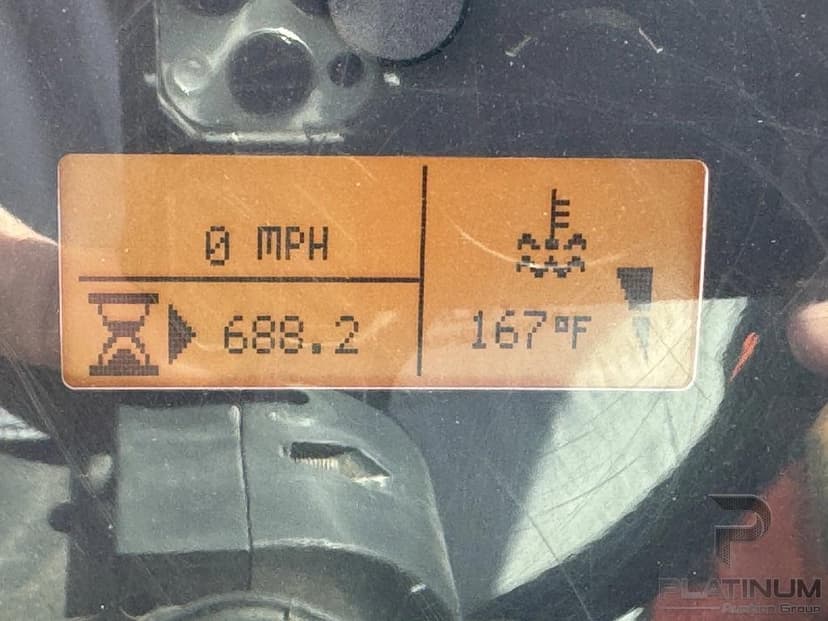 0 MPH
688.2
167°F
PLATINUM
Auction Group